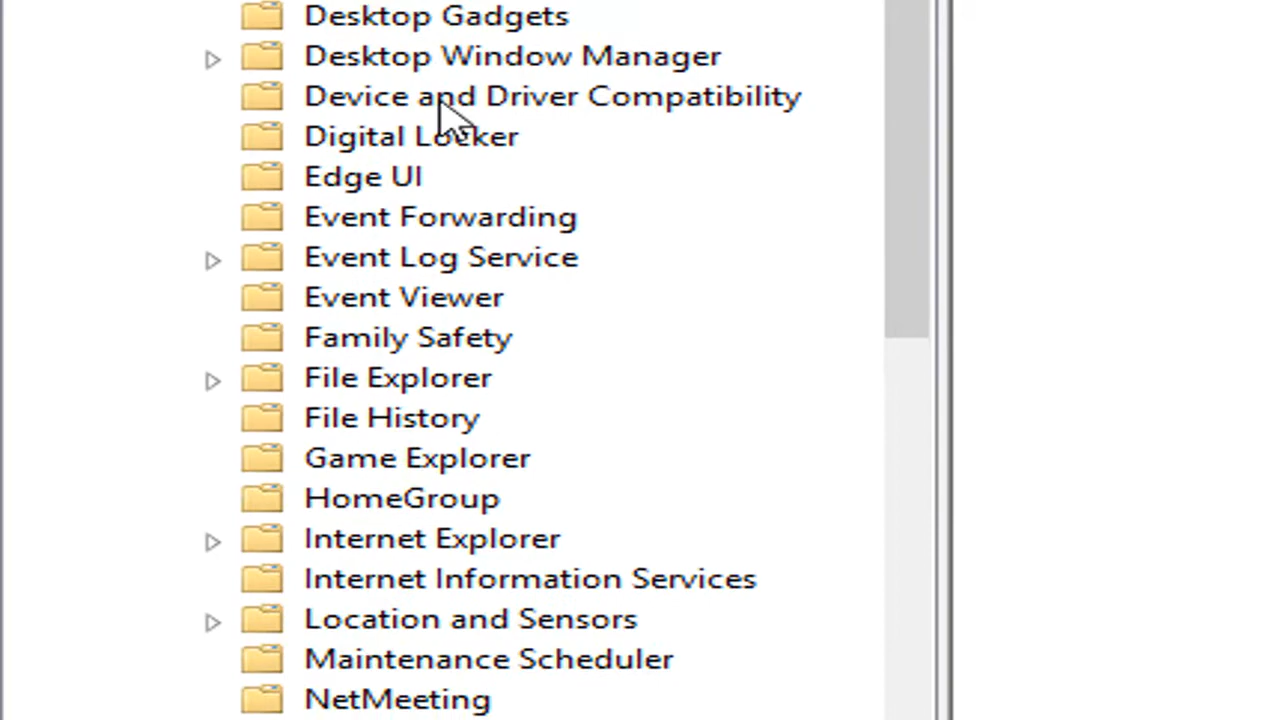 Desktop Gadgets
Desktop Window Manager
Device and Driver Compatibility
Digital Locker
Edge UI
Event Forwarding
Event Log Service
Event Viewer
Family Safety
File Explorer
File History
Game Explorer
HomeGroup
Internet Explorer
Internet Information Services
Location and Sensors
Maintenance Scheduler
NetMeeting